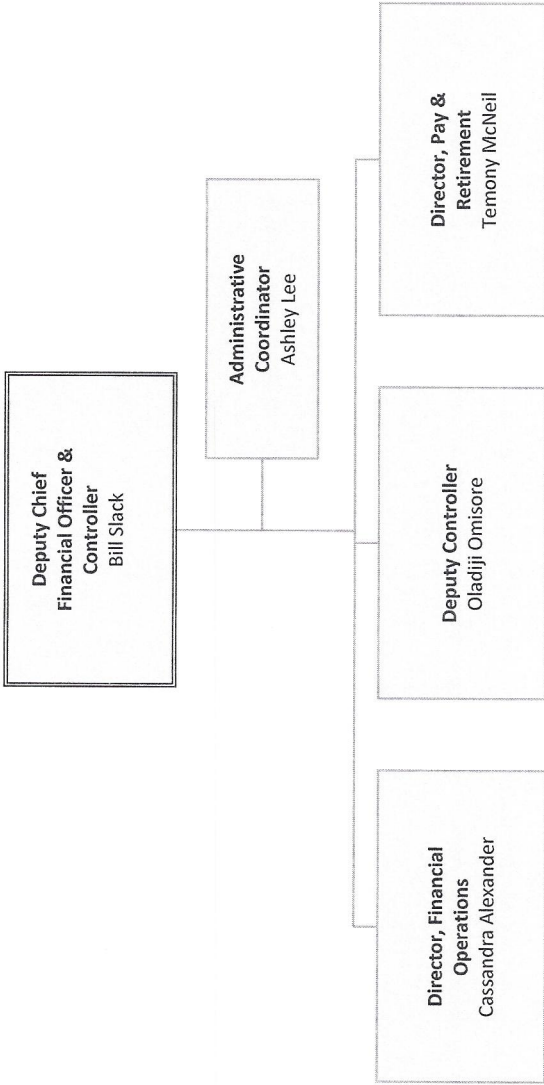 Deputy Chief
Financial Officer &
Controller
Bill Slack
Administrative
Coordinator
Ashley Lee
Director, Financial
Operations
Cassandra Alexander
Deputy Controller
Oladiji Omisore
Director, Pay &
Retirement
Temony McNeil